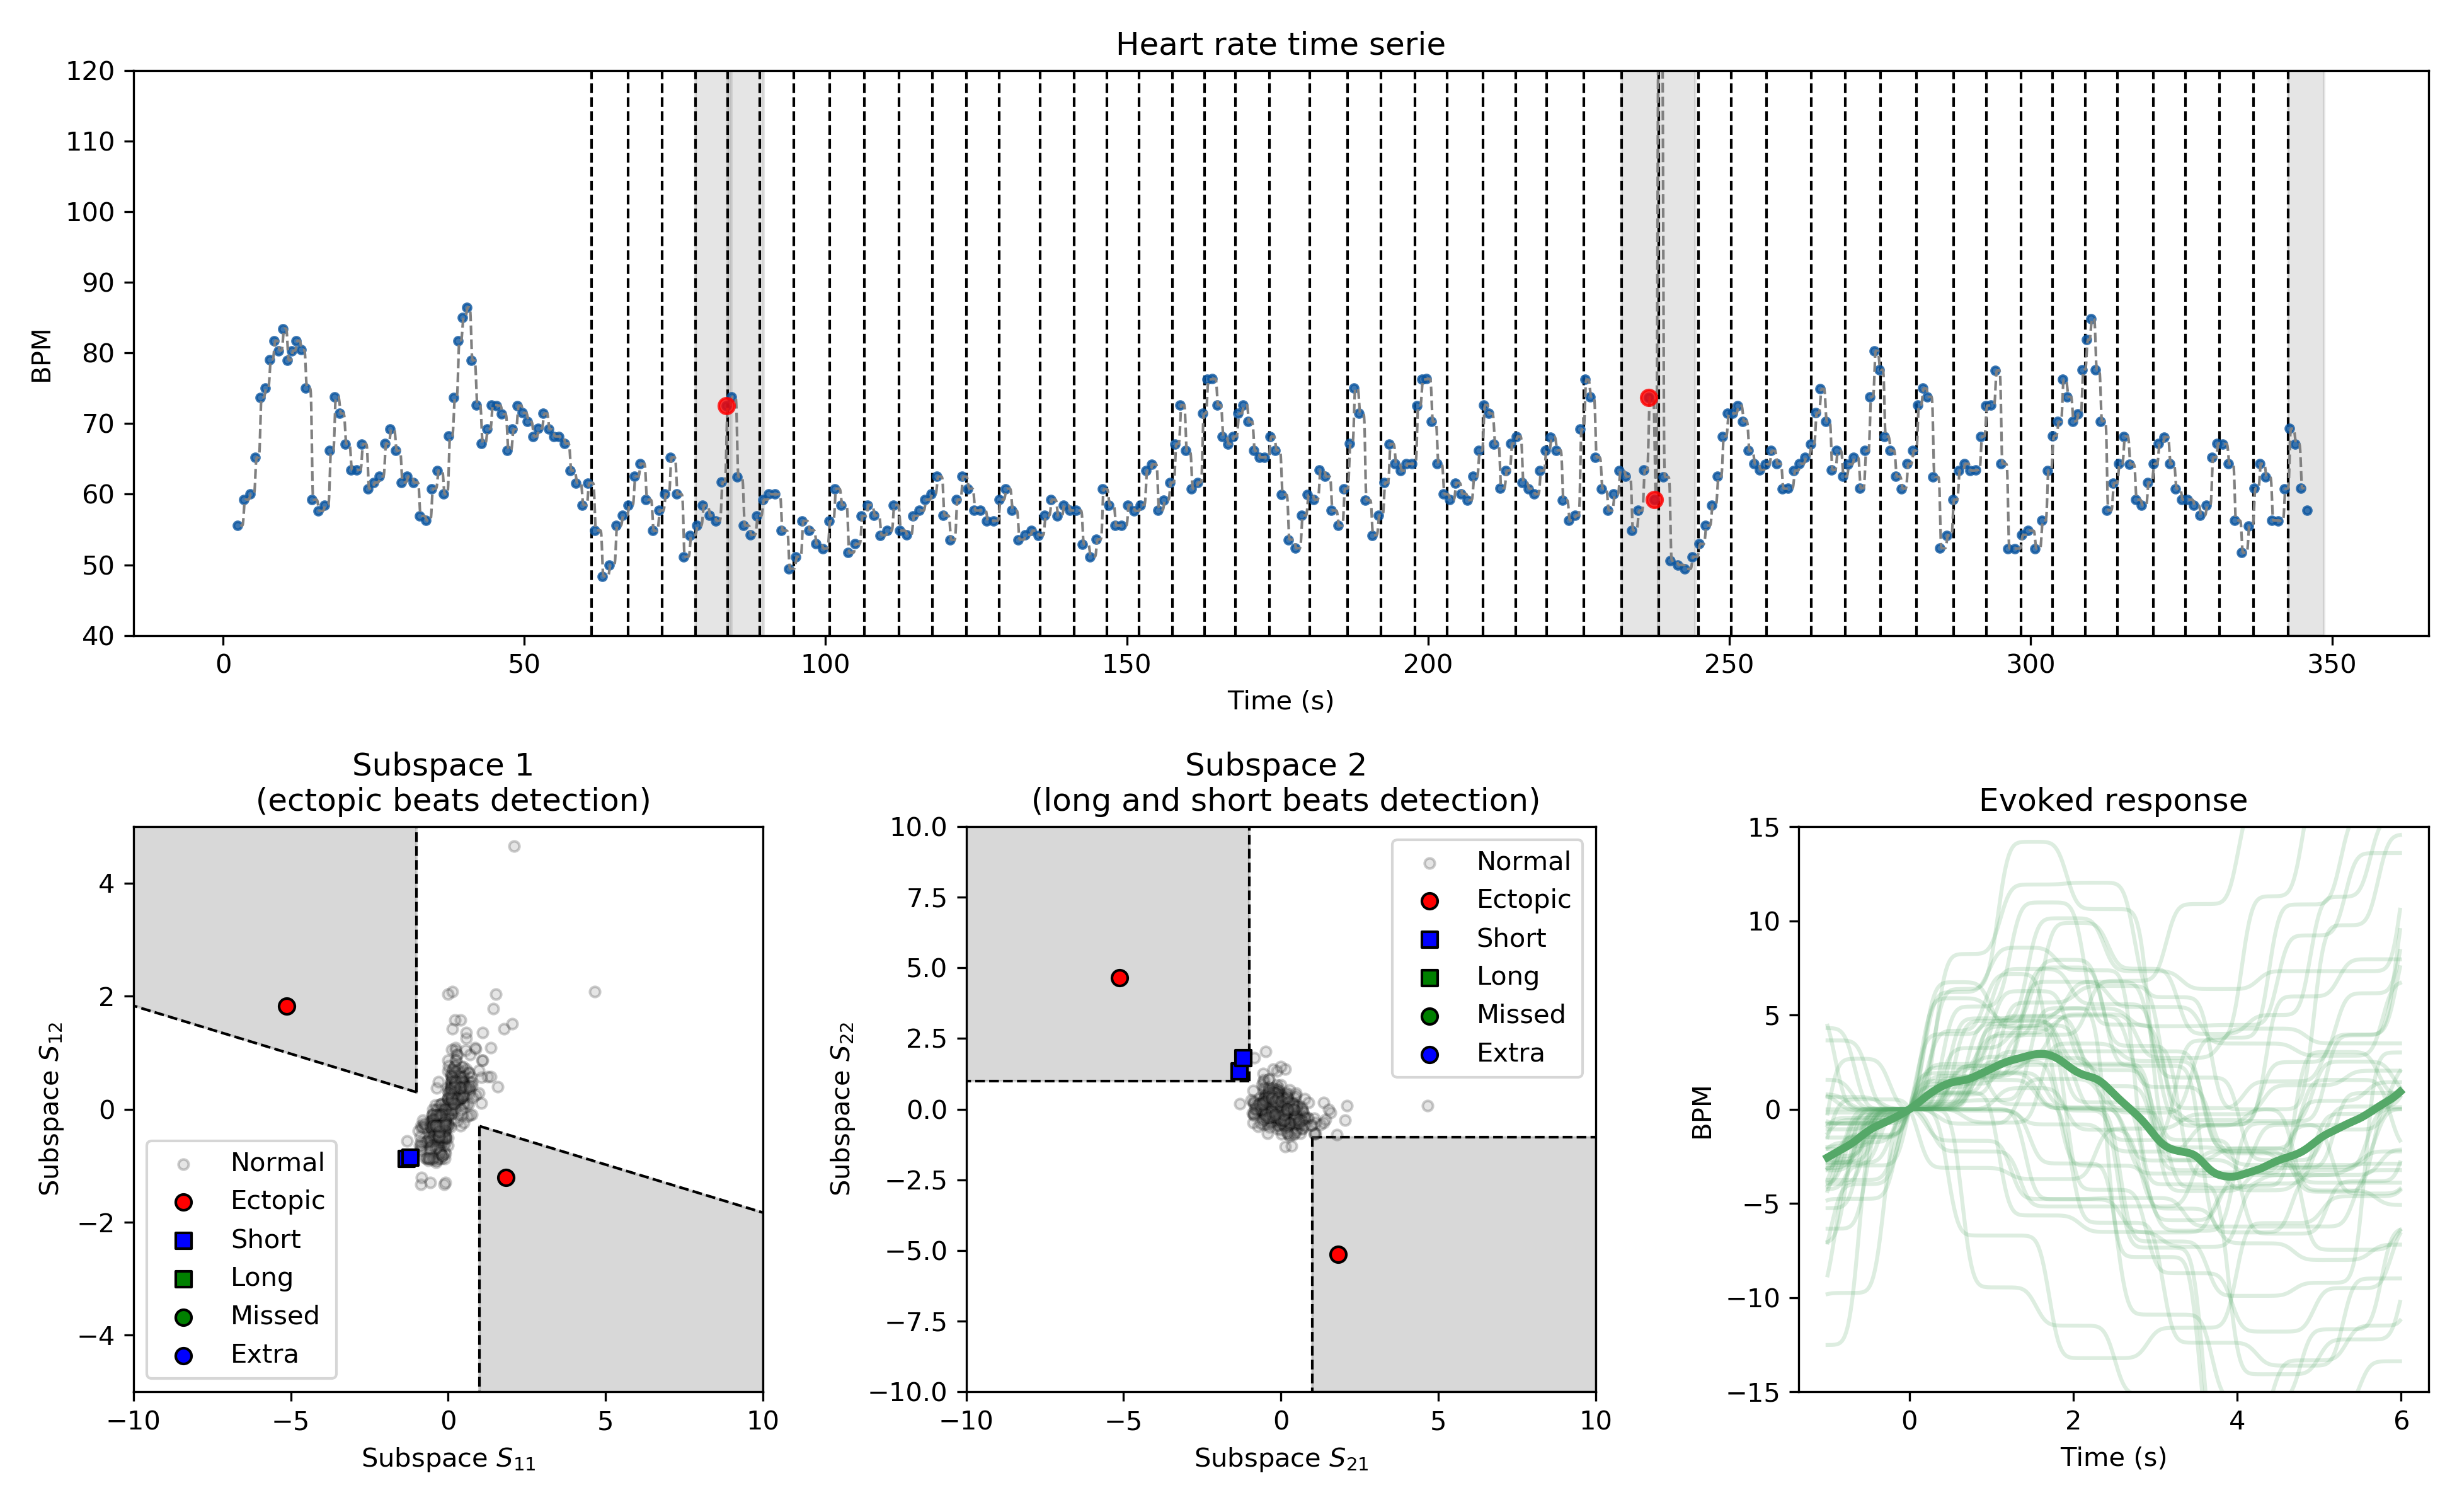 Heart rate time serie
120
110
100
90
80
70
60
50
40
BPM
0 50 100 150 200 250 300 350
Time (s)
Subspace 1
(ectopic beats detection)
4
2
0
−2
−4
Subspace S12
Normal
Ectopic
Short
Long
Missed
Extra
−10 −5 0 5 10
Subspace S11
Subspace 2
(long and short beats detection)
10.0
7.5
5.0
2.5
0.0
−2.5
−5.0
−7.5
−10.0
Subspace S22
Normal
Ectopic
Short
Long
Missed
Extra
−10 −5 0 5 10
Subspace S21
Evoked response
15
10
5
0
−5
−10
−15
BPM
0 2 4 6
Time (s)